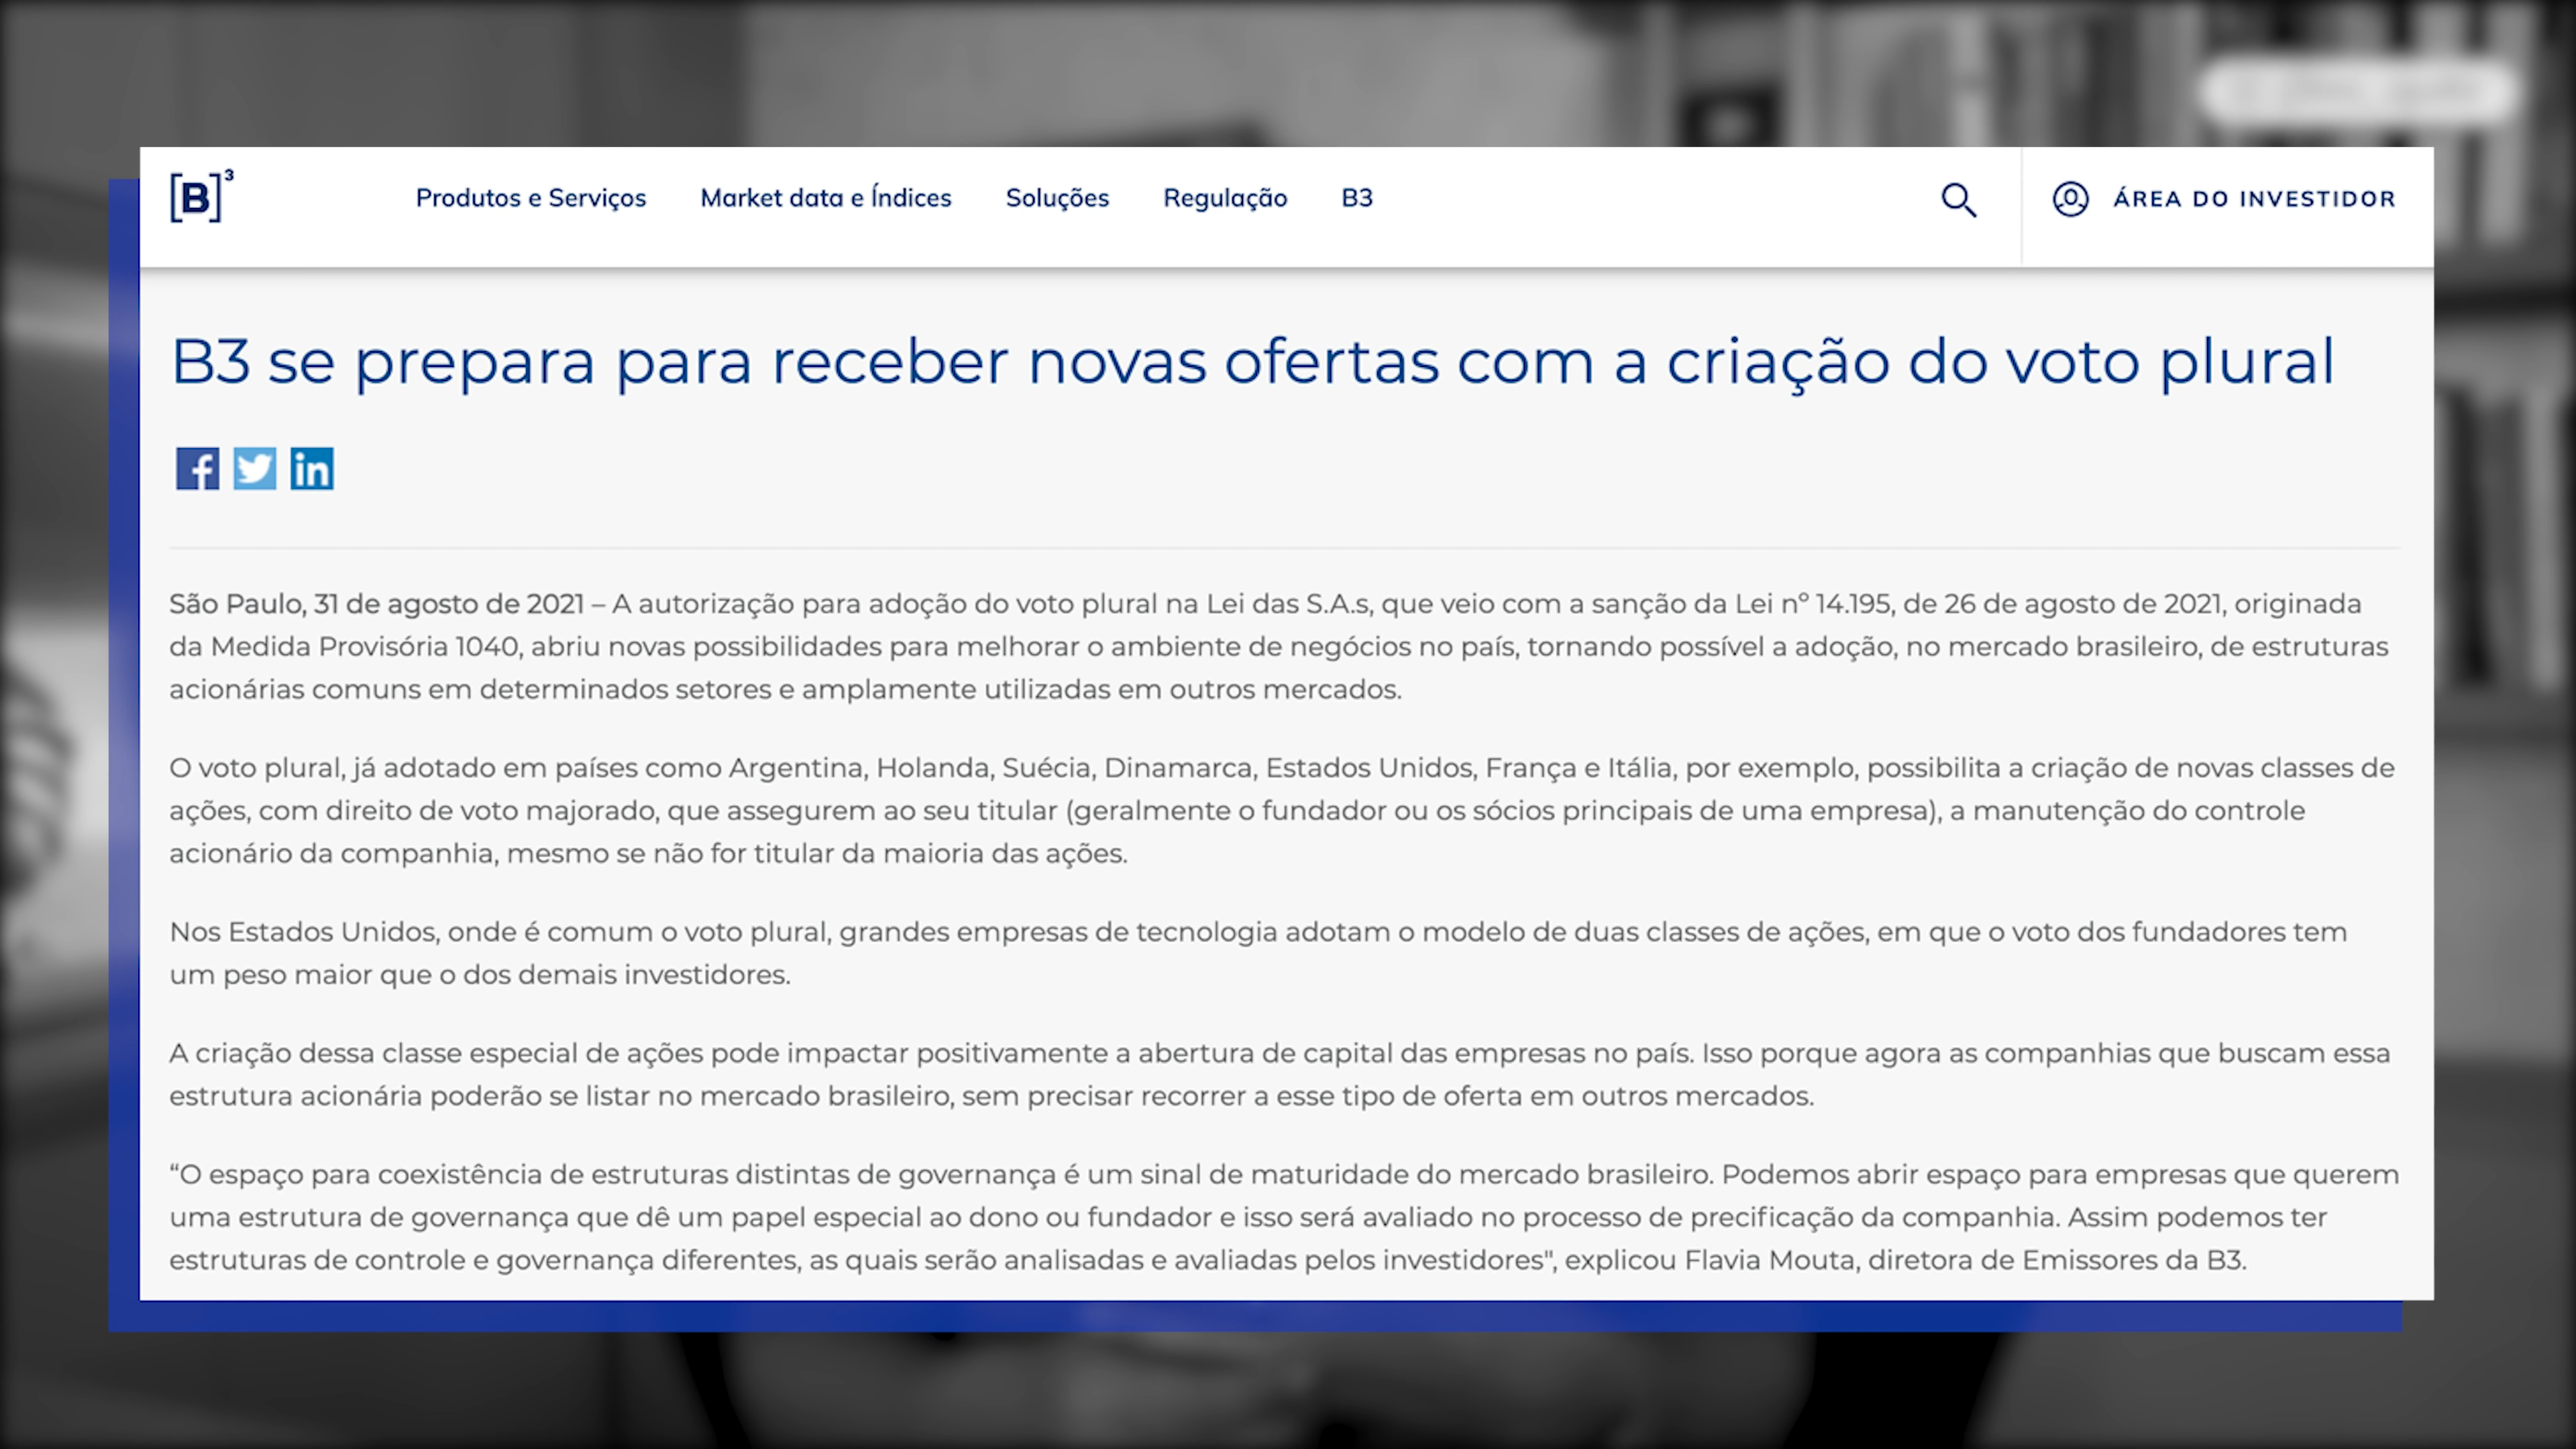 [B]³
Produtos e Serviços
Market data e Índices
Soluções
Regulação
B3
ÁREA DO INVESTIDOR
B3 se prepara para receber novas ofertas com a criação do voto plural
São Paulo, 31 de agosto de 2021 – A autorização para adoção do voto plural na Lei das S.A.s, que veio com a sanção da Lei nº 14.195, de 26 de agosto de 2021, originada
da Medida Provisória 1040, abriu novas possibilidades para melhorar o ambiente de negócios no país, tornando possível a adoção, no mercado brasileiro, de estruturas
acionárias comuns em determinados setores e amplamente utilizadas em outros mercados.
O voto plural, já adotado em países como Argentina, Holanda, Suécia, Dinamarca, Estados Unidos, França e Itália, por exemplo, possibilita a criação de novas classes de
ações, com direito de voto majorado, que assegurem ao seu titular (geralmente o fundador ou os sócios principais de uma empresa), a manutenção do controle
acionário da companhia, mesmo se não for titular da maioria das ações.
Nos Estados Unidos, onde é comum o voto plural, grandes empresas de tecnologia adotam o modelo de duas classes de ações, em que o voto dos fundadores tem
um peso maior que o dos demais investidores.
A criação dessa classe especial de ações pode impactar positivamente a abertura de capital das empresas no país. Isso porque agora as companhias que buscam essa
estrutura acionária poderão se listar no mercado brasileiro, sem precisar recorrer a esse tipo de oferta em outros mercados.
“O espaço para coexistência de estruturas distintas de governança é um sinal de maturidade do mercado brasileiro. Podemos abrir espaço para empresas que querem
uma estrutura de governança que dê um papel especial ao dono ou fundador e isso será avaliado no processo de precificação da companhia. Assim podemos ter
estruturas de controle e governança diferentes, as quais serão analisadas e avaliadas pelos investidores", explicou Flavia Mouta, diretora de Emissores da B3.